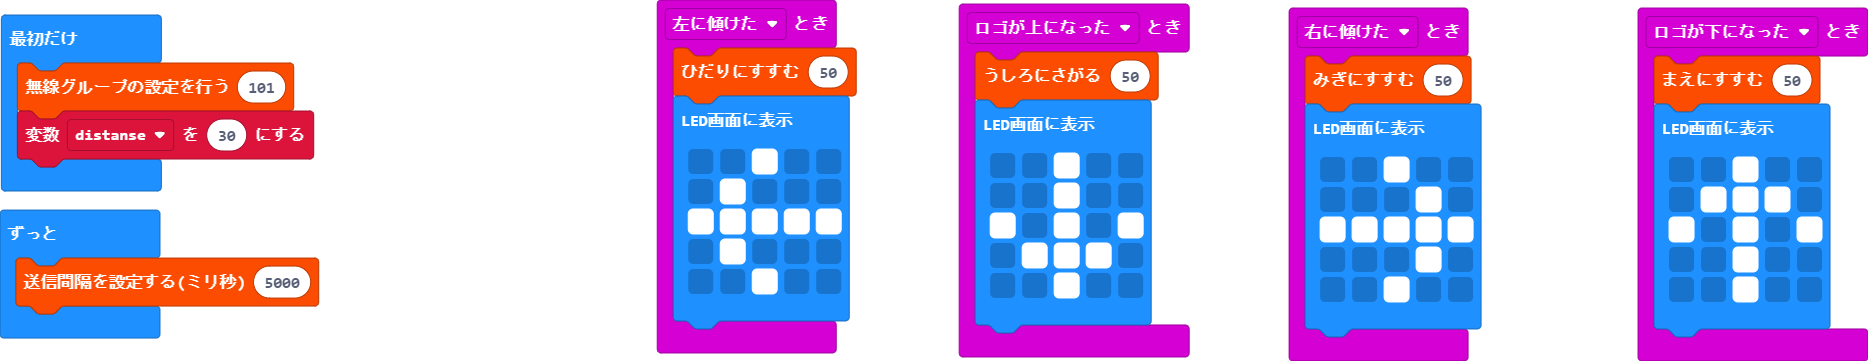 最初だけ
無線グループの設定を行う 101
変数 distanse を 30 にする
ずっと
送信間隔を設定する(ミリ秒) 5000
左に傾けた とき
ひだりにすすむ 50
LED画面に表示
ロゴが上になった とき
うしろにさがる 50
LED画面に表示
右に傾けた とき
みぎにすすむ 50
LED画面に表示
ロゴが下になった とき
まえにすすむ 50
LED画面に表示